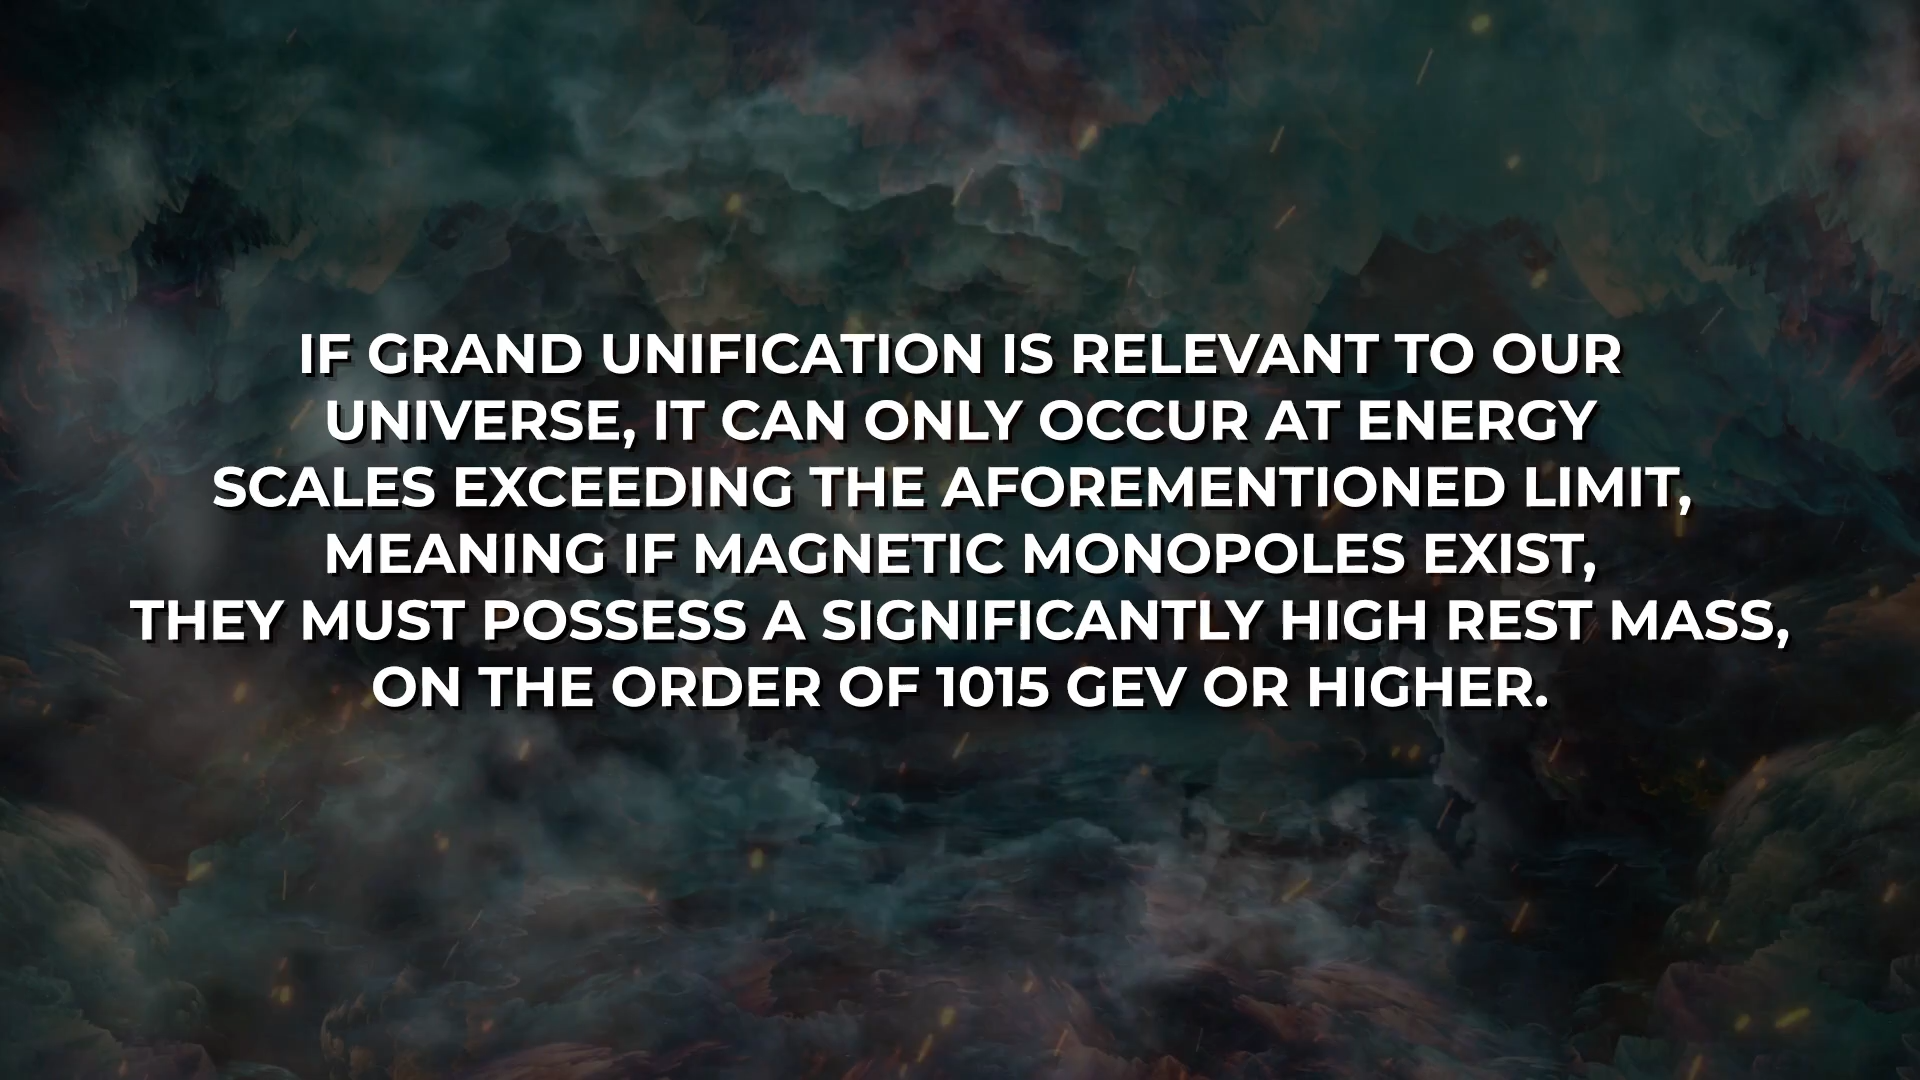 IF GRAND UNIFICATION IS RELEVANT TO OUR
UNIVERSE, IT CAN ONLY OCCUR AT ENERGY
SCALES EXCEEDING THE AFOREMENTIONED LIMIT,
MEANING IF MAGNETIC MONOPOLES EXIST,
THEY MUST POSSESS A SIGNIFICANTLY HIGH REST MASS,
ON THE ORDER OF 1015 GEV OR HIGHER.